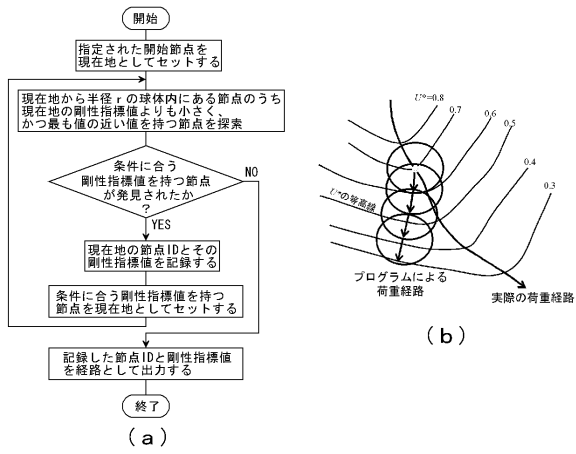 開始
指定された開始節点を
現在地としてセットする
現在地から半径rの球体内にある節点のうち
現在地の剛性指標値よりも小さく、
かつ最も値の近い値を持つ節点を探索
条件に合う
剛性指標値を持つ節点
が発見されたか
?
NO
YES
現在地の節点IDとその
剛性指標値を記録する
条件に合う剛性指標値を持つ
節点を現在地としてセットする
記録した節点IDと剛性指標値
を経路として出力する
終了
(a)
U*=0.8
0.7
0.6
0.5
0.4
0.3
U*の等高線
プログラムによる
荷重経路
実際の荷重経路
(b)